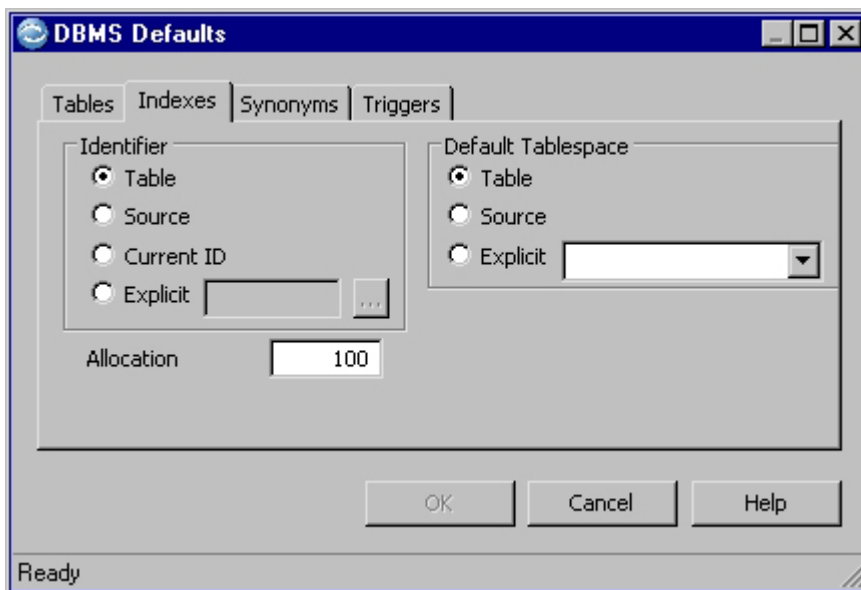 DBMS Defaults
Tables Indexes Synonyms Triggers
Identifier
Table
Source
Current ID
Explicit ...
Allocation 100
Default Tablespace
Table
Source
Explicit
OK Cancel Help
Ready